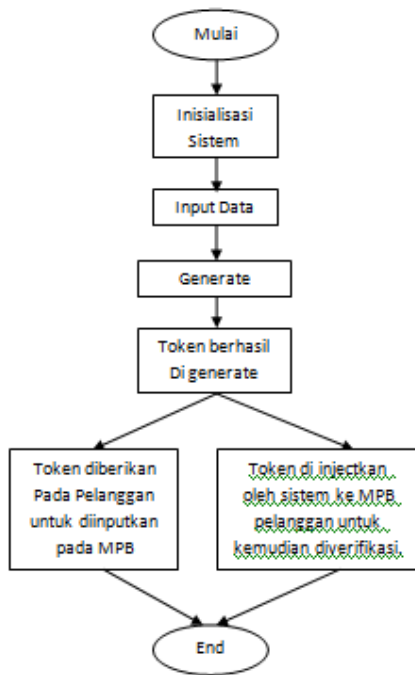 Mulai
Inisialisasi
Sistem
Input Data
Generate
Token berhasil
Di generate
Token diberikan
Pada Pelanggan
untuk diinputkan
pada MPB
Token di injectkan
oleh sistem ke MPB
pelanggan untuk
kemudian diverifikasi.
End